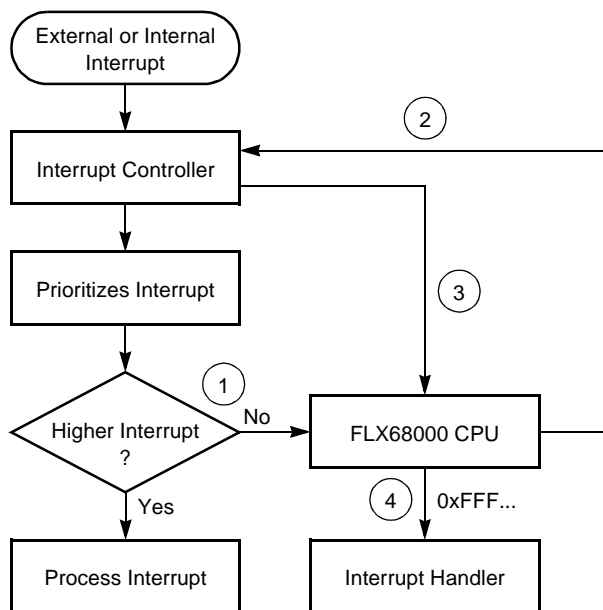 External or Internal
Interrupt
2
Interrupt Controller
Prioritizes Interrupt
3
1
No
Higher Interrupt
?
FLX68000 CPU
Yes
4
0xFFF...
Process Interrupt
Interrupt Handler